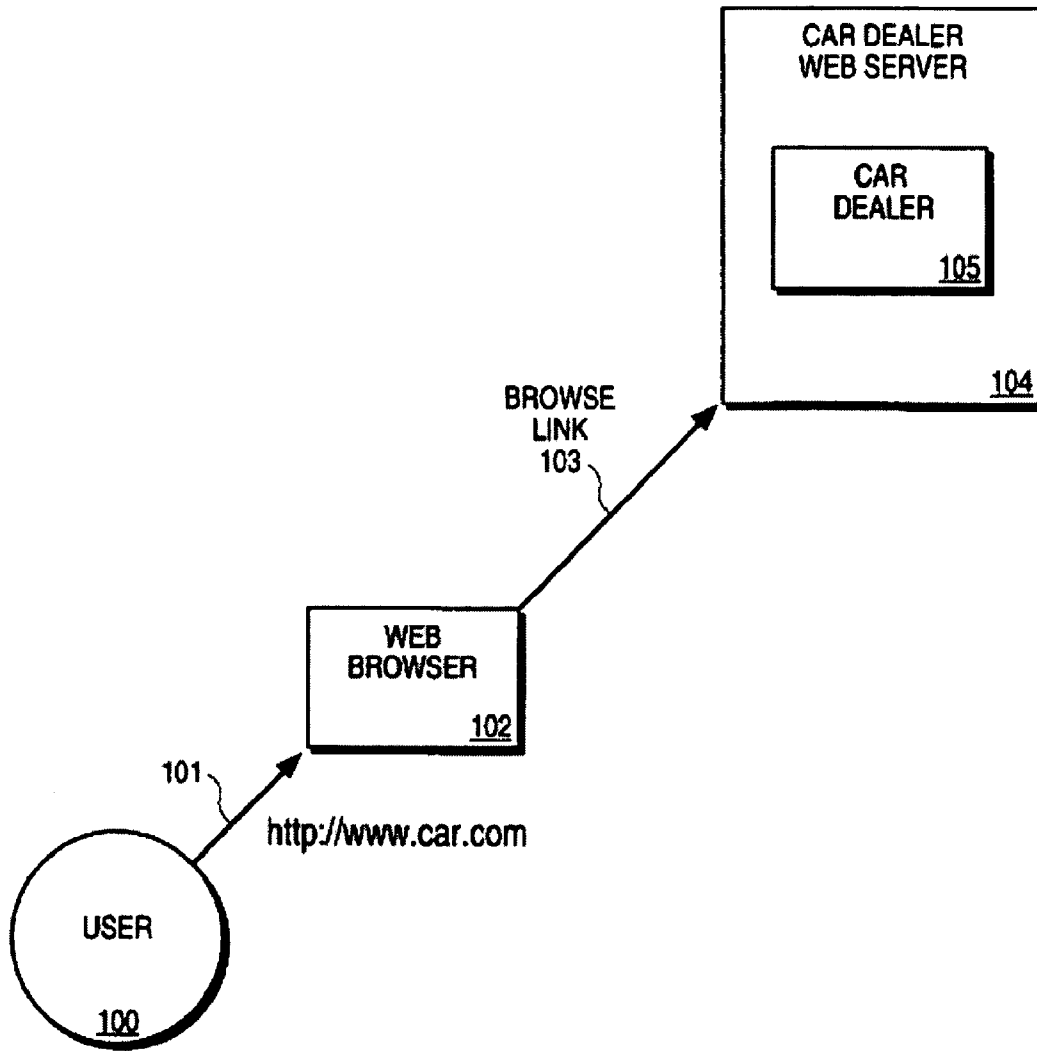 CAR DEALER
WEB SERVER
CAR
DEALER
105
104
BROWSE
LINK
103
WEB
BROWSER
102
101
http://www.car.com
USER
100